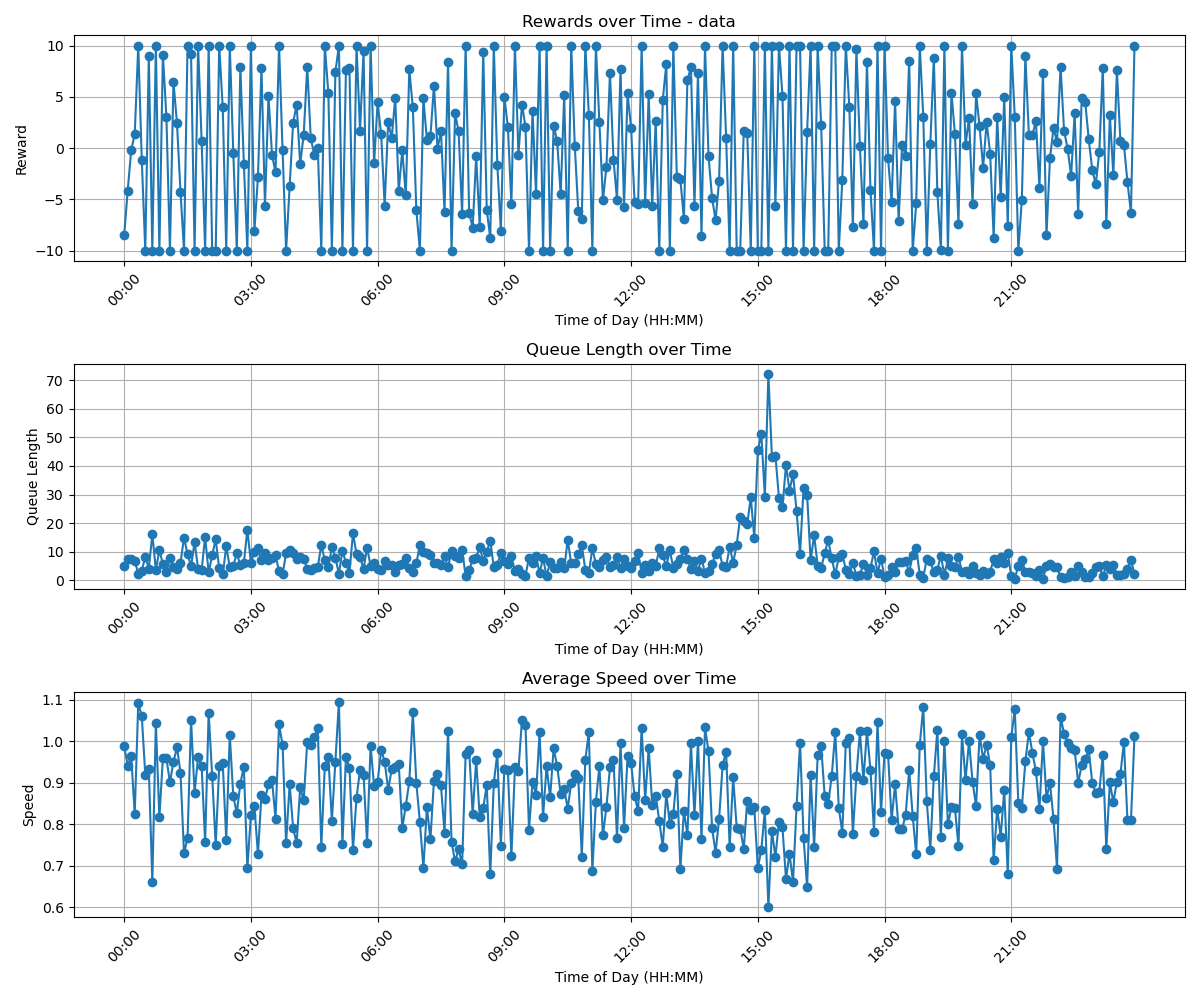 Rewards over Time - data
10
5
0
−5
−10
Reward
00:00 03:00 06:00 09:00 12:00 15:00 18:00 21:00
Time of Day (HH:MM)
Queue Length over Time
70
60
50
40
30
20
10
0
Queue Length
00:00 03:00 06:00 09:00 12:00 15:00 18:00 21:00
Time of Day (HH:MM)
Average Speed over Time
1.1
1.0
0.9
0.8
0.7
0.6
Speed
00:00 03:00 06:00 09:00 12:00 15:00 18:00 21:00
Time of Day (HH:MM)